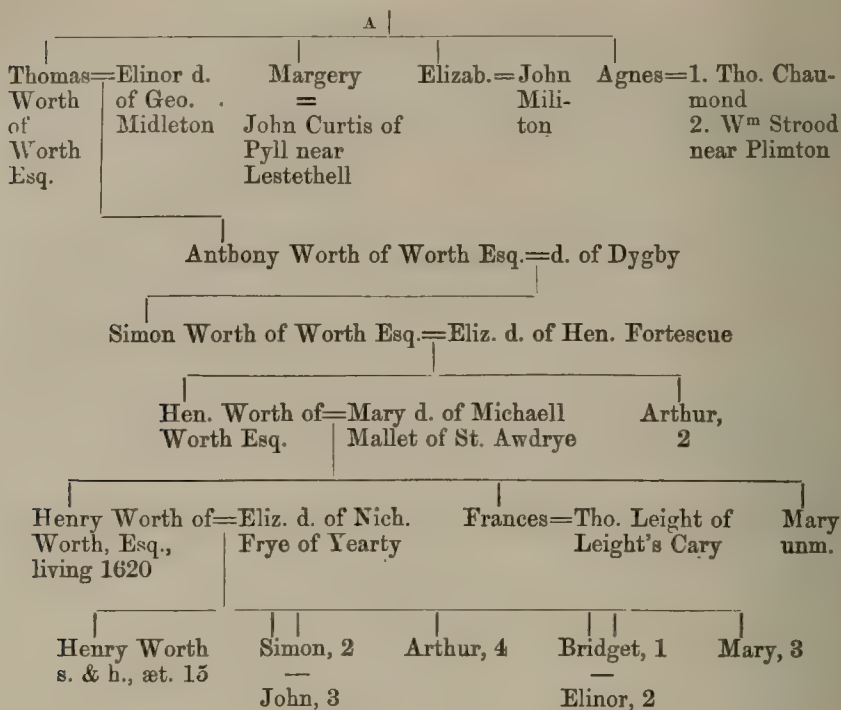 A
Thomas=Elinor d.
Worth of Geo.
of Midleton
Worth
Esq.
Margery
=
John Curtis of
Pyll near
Lestethell
Elizab.=John
Mili-
ton
Agnes=1. Tho. Chau-
mond
2. Wᵐ Strood
near Plimton
Anthony Worth of Worth Esq.=d. of Dygby
Simon Worth of Worth Esq.=Eliz. d. of Hen. Fortescue
Hen. Worth of=Mary d. of Michaell
Worth Esq. Mallet of St. Awdrye
Arthur,
2
Henry Worth of=Eliz. d. of Nich.
Worth, Esq., Frye of Yearty
living 1620
Frances=Tho. Leight of
Leight's Cary
Mary
unm.
Henry Worth
s. & h., æt. 15
Simon, 2
—
John, 3
Arthur, 4
Bridget, 1
—
Elinor, 2
Mary, 3